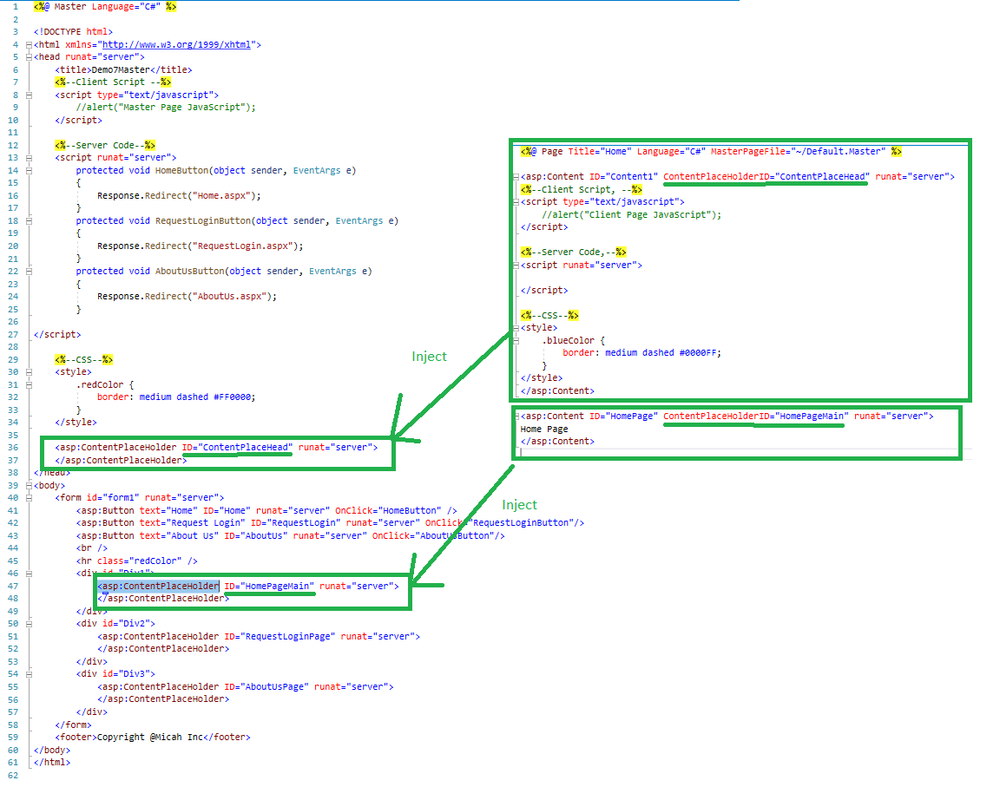 1 <%@ Master Language="C#" %>
2
3 <!DOCTYPE html>
4 <html xmlns="http://www.w3.org/1999/xhtml">
5 <head runat="server">
6 <title>Demo7Master</title>
7 <%--Client Script --%>
8 <script type="text/javascript">
9 //alert("Master Page JavaScript");
10 </script>
11
12 <%--Server Code--%>
13 <script runat="server">
14 protected void HomeButton(object sender, EventArgs e)
15 {
16 Response.Redirect("Home.aspx");
17 }
18 protected void RequestLoginButton(object sender, EventArgs e)
19 {
20 Response.Redirect("RequestLogin.aspx");
21 }
22 protected void AboutUsButton(object sender, EventArgs e)
23 {
24 Response.Redirect("AboutUs.aspx");
25 }
26
27 </script>
28
29 <%--CSS--%>
30 <style>
31 .redColor {
32 border: medium dashed #FF0000;
33 }
34 </style>
35
36 <asp:ContentPlaceHolder ID="ContentPlaceHead" runat="server">
37 </asp:ContentPlaceHolder>
38 </head>
39 <body>
40 <form id="form1" runat="server">
41 <asp:Button text="Home" ID="Home" runat="server" OnClick="HomeButton" />
42 <asp:Button text="Request Login" ID="RequestLogin" runat="server" OnClick="RequestLoginButton"/>
43 <asp:Button text="About Us" ID="AboutUs" runat="server" OnClick="AboutUsButton"/>
44 <br />
45 <hr class="redColor" />
46 <div id="Div1">
47 <asp:ContentPlaceHolder ID="HomePageMain" runat="server">
48 </asp:ContentPlaceHolder>
49 </div>
50 <div id="Div2">
51 <asp:ContentPlaceHolder ID="RequestLoginPage" runat="server">
52 </asp:ContentPlaceHolder>
53 </div>
54 <div id="Div3">
55 <asp:ContentPlaceHolder ID="AboutUsPage" runat="server">
56 </asp:ContentPlaceHolder>
57 </div>
58 </form>
59 <footer>Copyright @Micah Inc</footer>
60 </body>
61 </html>
62
<%@ Page Title="Home" Language="C#" MasterPageFile="~/Default.Master" %>
<asp:Content ID="Content1" ContentPlaceHolderID="ContentPlaceHead" runat="server">
<%--Client Script, --%>
<script type="text/javascript">
//alert("Client Page JavaScript");
</script>
<%--Server Code,--%>
<script runat="server">
</script>
<%--CSS--%>
<style>
.blueColor {
border: medium dashed #0000FF;
}
</style>
</asp:Content>
<asp:Content ID="HomePage" ContentPlaceHolderID="HomePageMain" runat="server">
Home Page
</asp:Content>
Inject
Inject